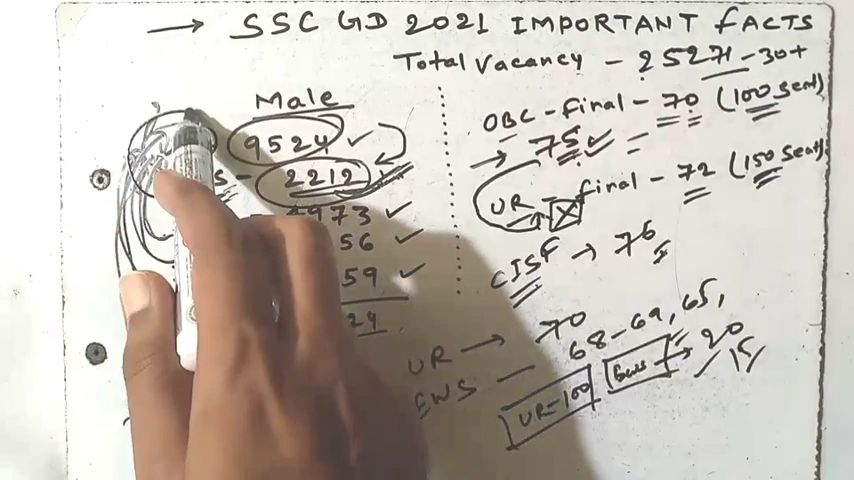 → SSC GD 2021 IMPORTANT FACTS
Total Vacancy - 25271 - 30+
Male
9524 ✓
S - 2212
973 ✓
56 ✓
59 ✓
24
OBC - final - 70 (100 Seat)
→ 75 ✓
UR - final - 72 (150 Seat)
CISF → 76
UR → 70
EWS - 68-69, 65,
UR-100 EWS → 20
15